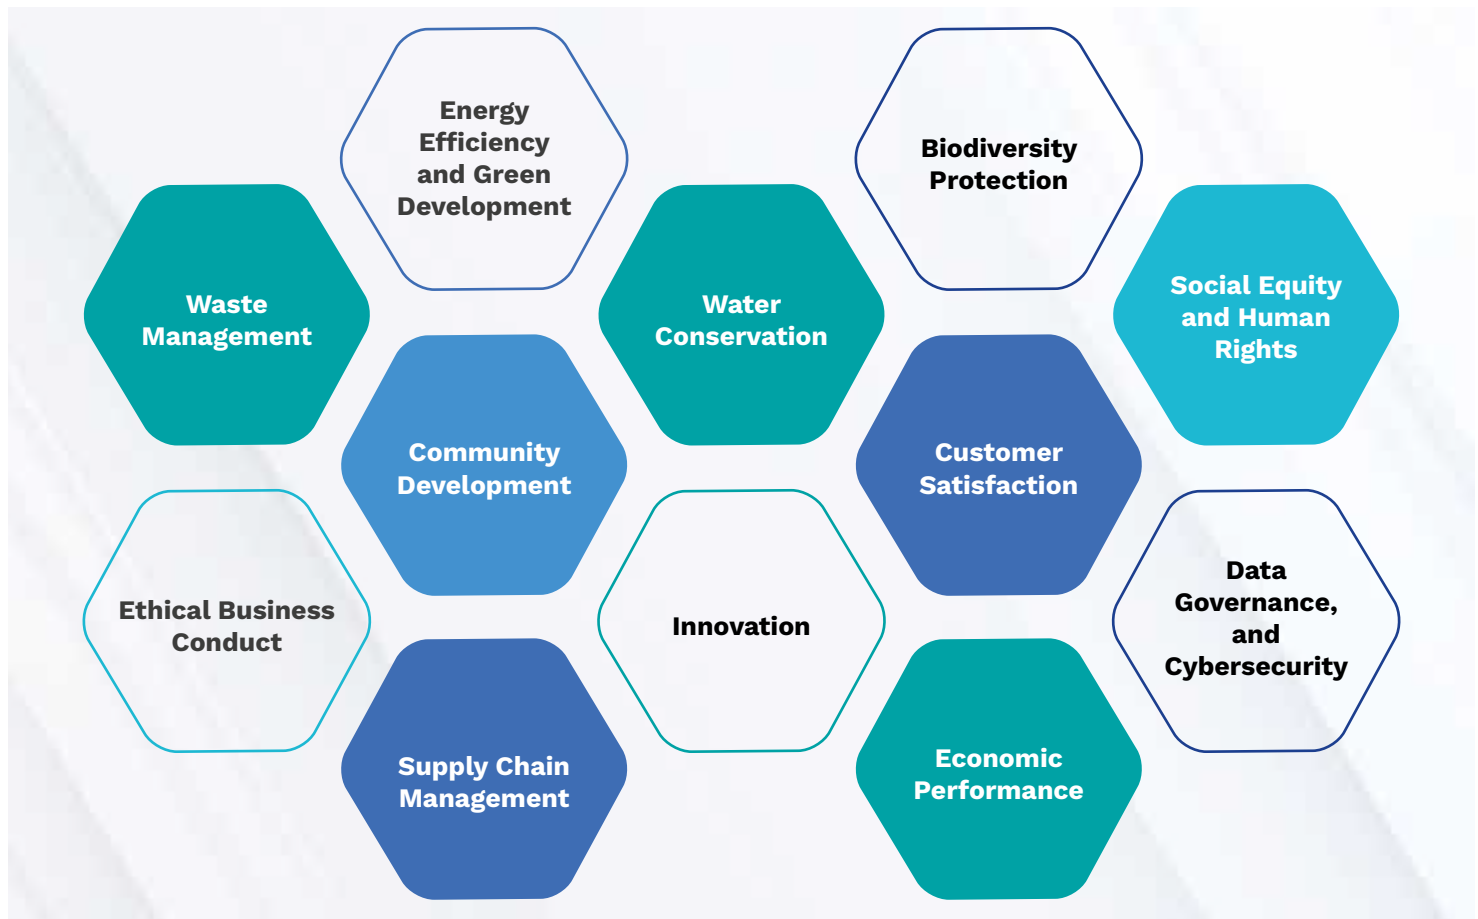 Energy
Efficiency
and Green
Development
Biodiversity
Protection
Waste
Management
Water
Conservation
Social Equity
and Human
Rights
Community
Development
Customer
Satisfaction
Ethical Business
Conduct
Innovation
Data
Governance,
and
Cybersecurity
Supply Chain
Management
Economic
Performance